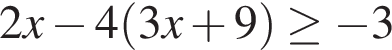 2x − 4(3x + 9) ≥ −3